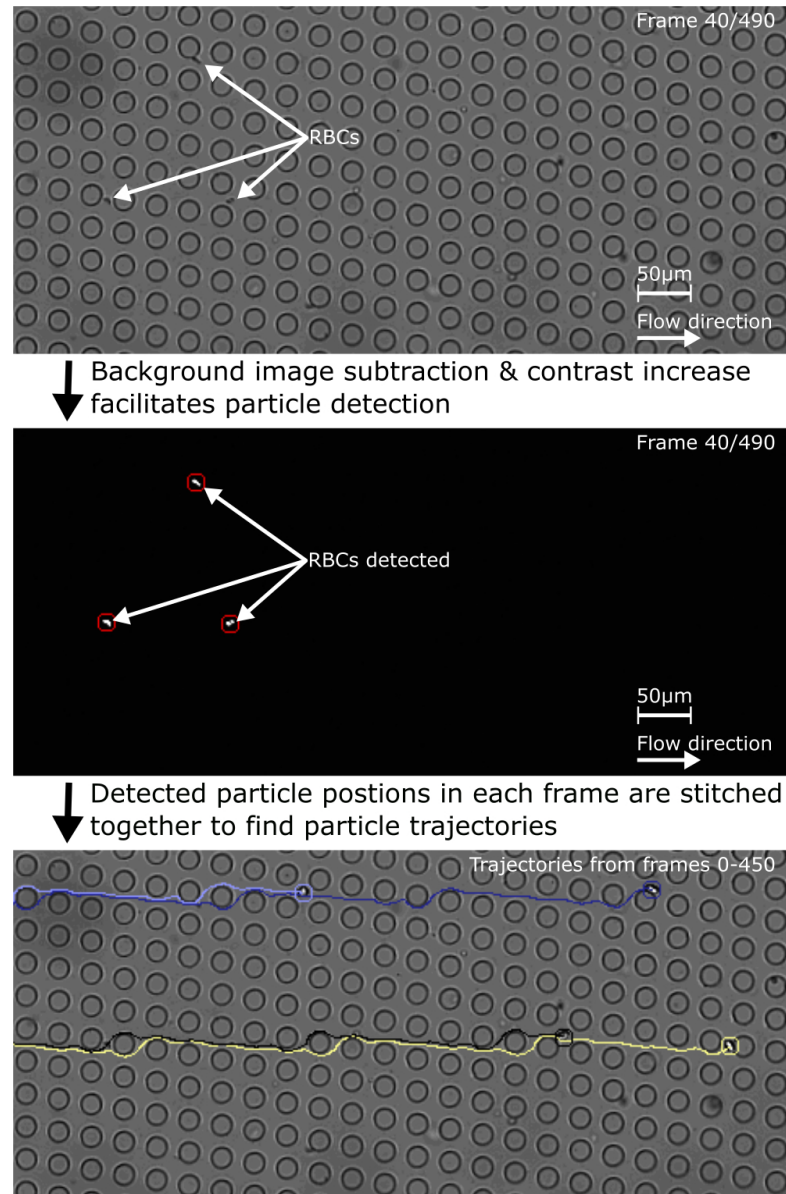 Frame 40/490
RBCs
50µm
Flow direction
Background image subtraction & contrast increase
facilitates particle detection
Frame 40/490
RBCs detected
50µm
Flow direction
Detected particle postions in each frame are stitched
together to find particle trajectories
Trajectories from frames 0-450